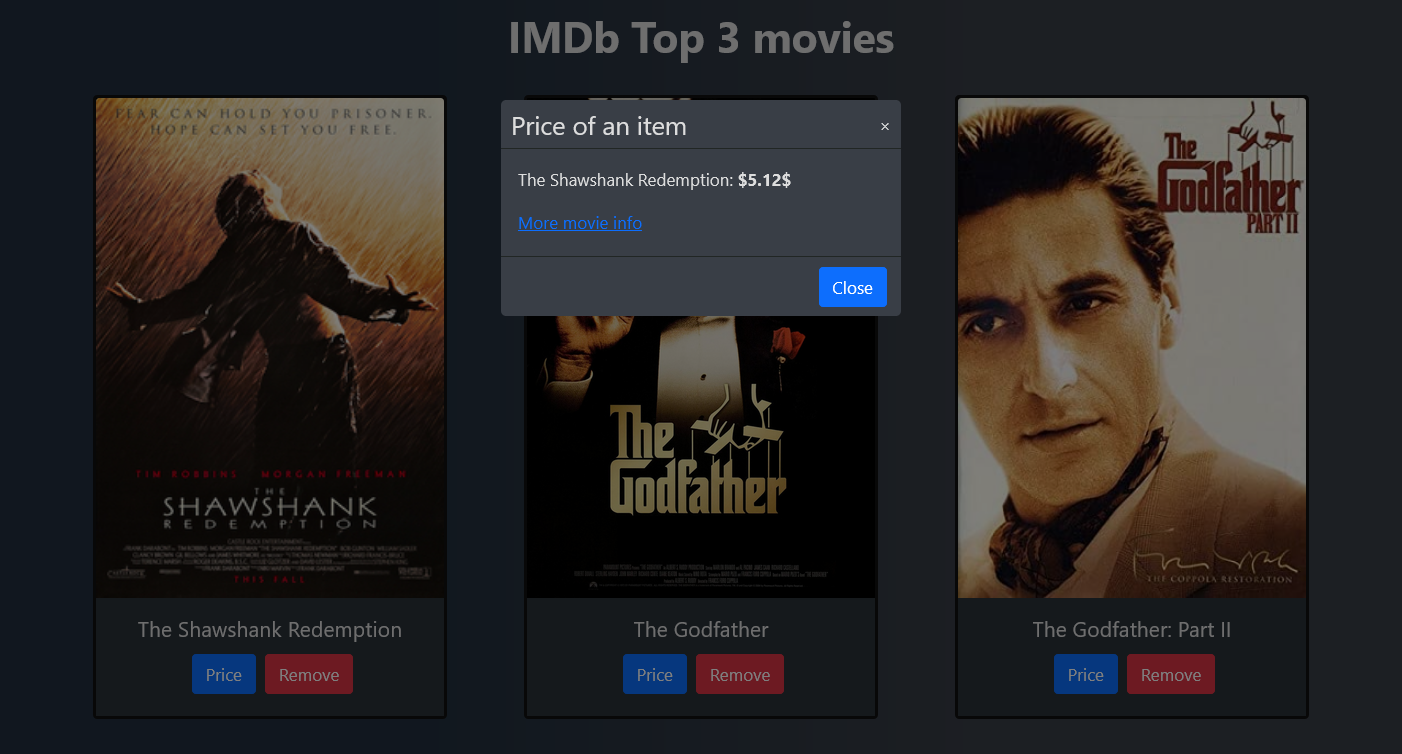 IMDb Top 3 movies
Price of an item ×
The Shawshank Redemption: $5.12$
More movie info
Close
FEAR CAN HOLD YOU PRISONER.
HOPE CAN SET YOU FREE.
TIM ROBBINS MORGAN FREEMAN
THE
SHAWSHANK
REDEMPTION
THIS FALL
The Shawshank Redemption
Price Remove
The
Godfather
The Godfather
Price Remove
The
Godfather
PART II
THE COPPOLA RESTORATION
The Godfather: Part II
Price Remove